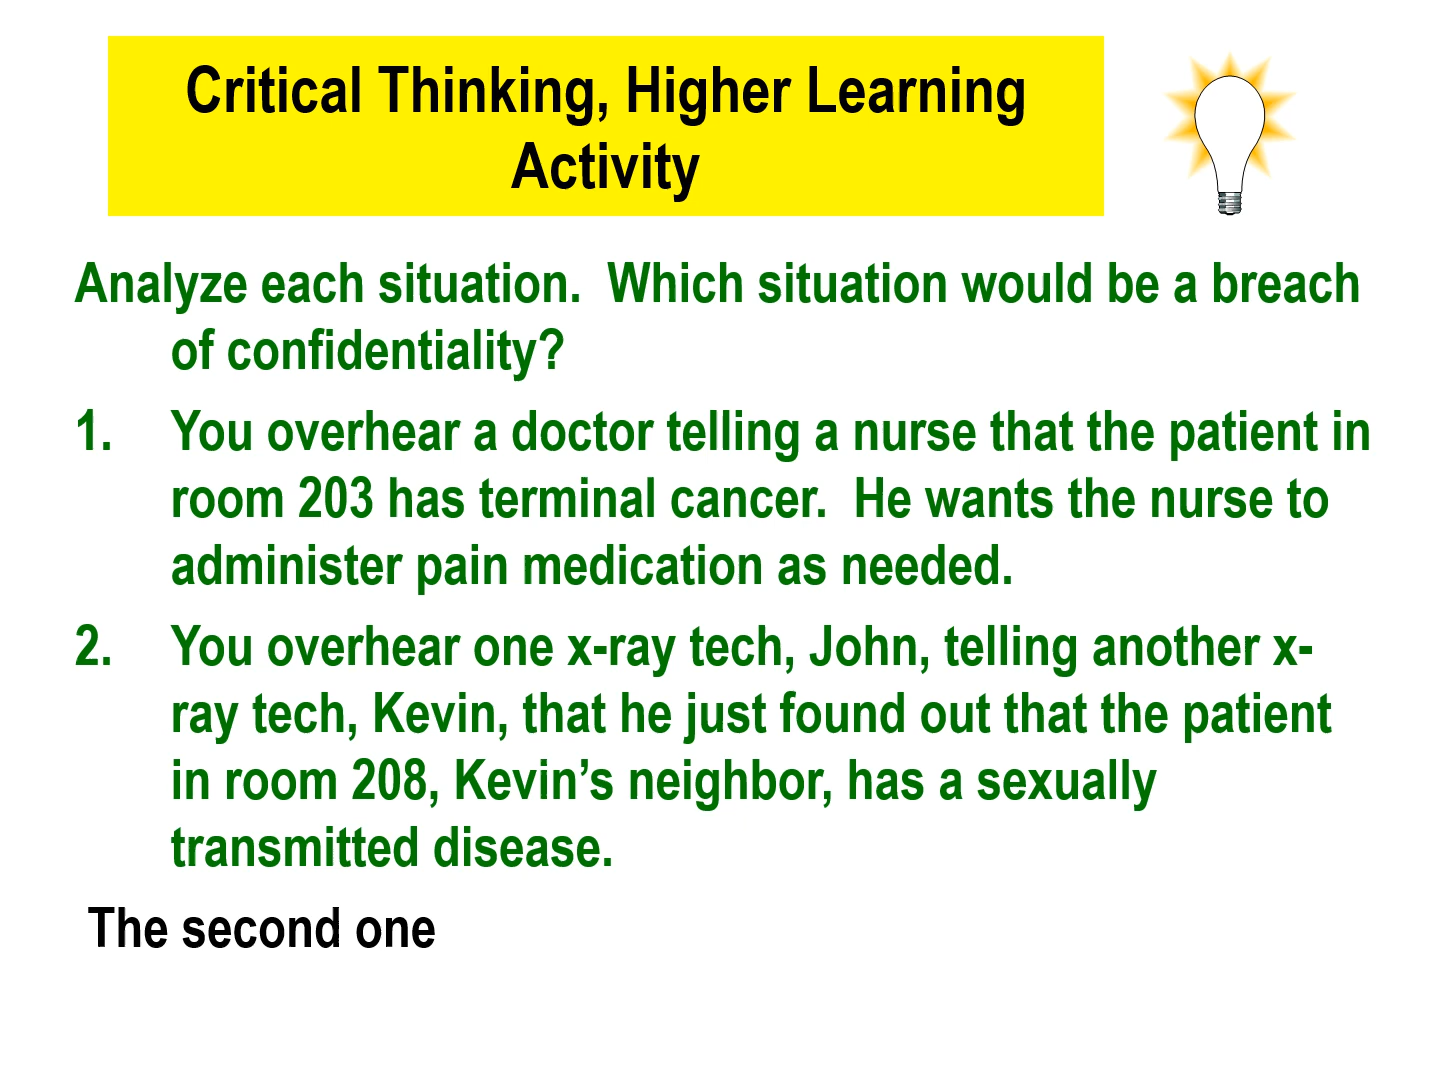 Critical Thinking, Higher Learning
Activity
Analyze each situation.  Which situation would be a breach
of confidentiality?
1. You overhear a doctor telling a nurse that the patient in
room 203 has terminal cancer.  He wants the nurse to
administer pain medication as needed.
2. You overhear one x-ray tech, John, telling another x-
ray tech, Kevin, that he just found out that the patient
in room 208, Kevin’s neighbor, has a sexually
transmitted disease.
The second one